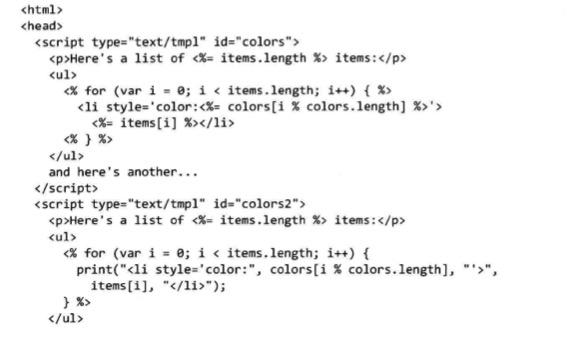 <html>
<head>
<script type="text/tmpl" id="colors">
<p>Here's a list of <%= items.length %> items:</p>
<ul>
<% for (var i = 0; i < items.length; i++) { %>
<li style='color:<%= colors[i % colors.length] %>'>
<%= items[i] %></li>
<% } %>
</ul>
and here's another...
</script>
<script type="text/tmpl" id="colors2">
<p>Here's a list of <%= items.length %> items:</p>
<ul>
<% for (var i = 0; i < items.length; i++) {
print("<li style='color:", colors[i % colors.length], "'>",
items[i], "</li>");
} %>
</ul>